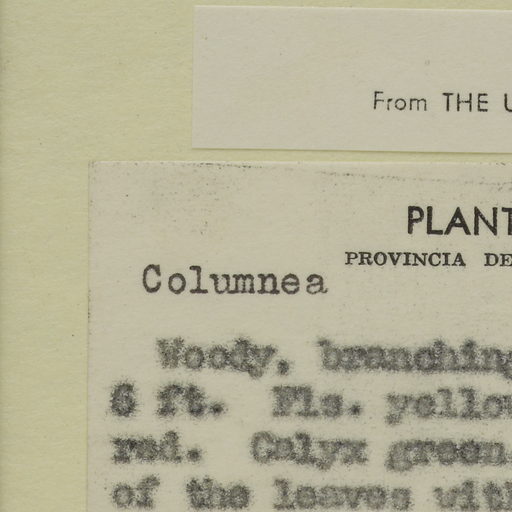 From THE U
PLANT
PROVINCIA DE
Columnea
Woody, branching
6 ft. Fls. yellow
red. Calyx green
of the leaves with